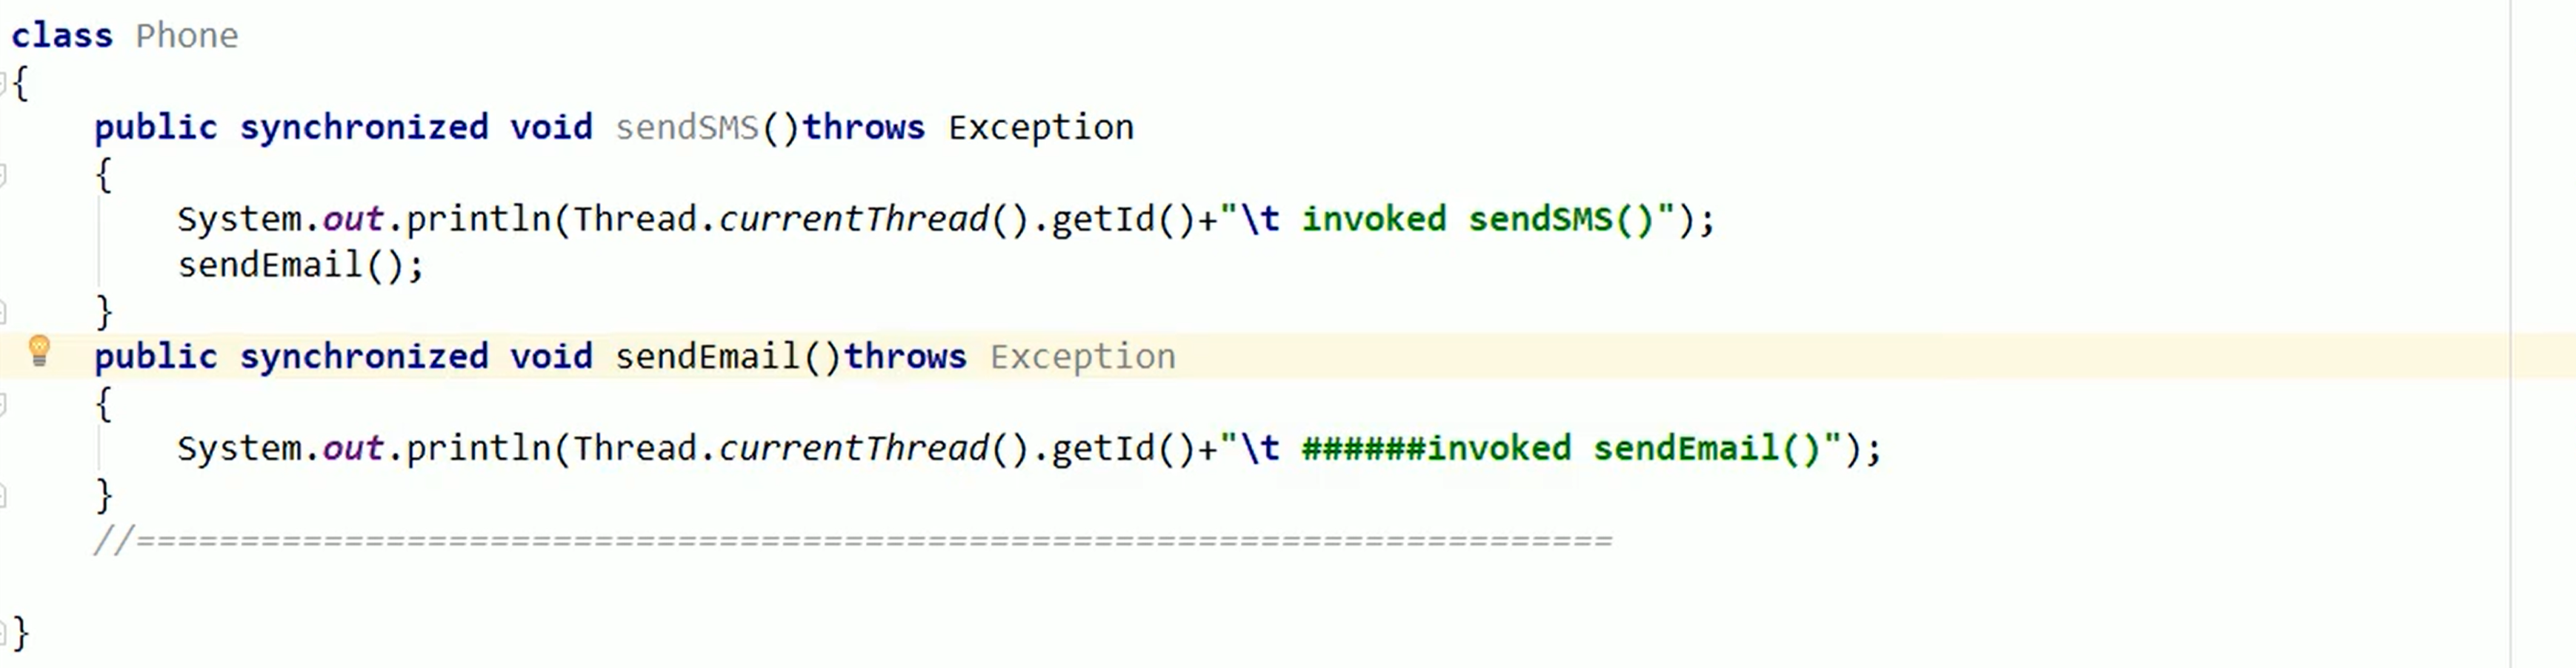 class Phone
{
    public synchronized void sendSMS()throws Exception
    {
        System.out.println(Thread.currentThread().getId()+"\t invoked sendSMS()");
        sendEmail();
    }
    public synchronized void sendEmail()throws Exception
    {
        System.out.println(Thread.currentThread().getId()+"\t ######invoked sendEmail()");
    }
    //=======================================================================

}